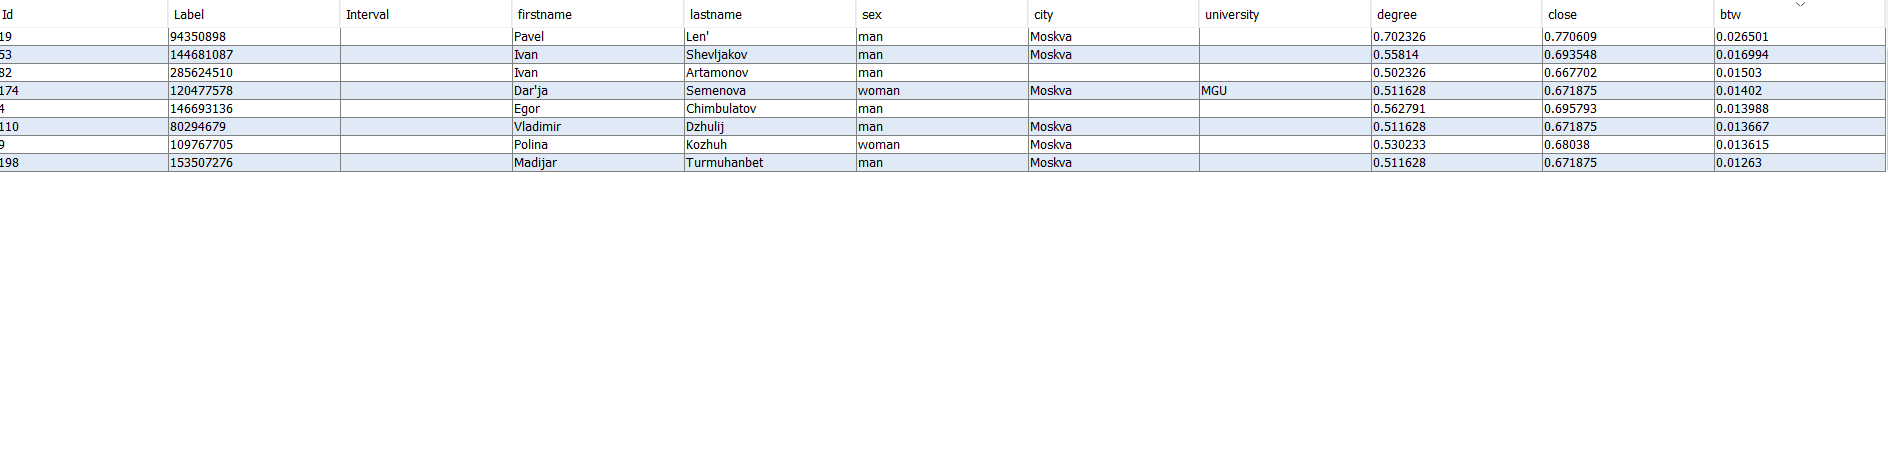 Id Label Interval firstname lastname sex city university degree close btw
19 94350898 Pavel Len' man Moskva 0.702326 0.770609 0.026501
53 144681087 Ivan Shevljakov man Moskva 0.55814 0.693548 0.016994
82 285624510 Ivan Artamonov man 0.502326 0.667702 0.01503
174 120477578 Dar'ja Semenova woman Moskva MGU 0.511628 0.671875 0.01402
4 146693136 Egor Chimbulatov man 0.562791 0.695793 0.013988
110 80294679 Vladimir Dzhulij man Moskva 0.511628 0.671875 0.013667
9 109767705 Polina Kozhuh woman Moskva 0.530233 0.68038 0.013615
198 153507276 Madijar Turmuhanbet man Moskva 0.511628 0.671875 0.01263